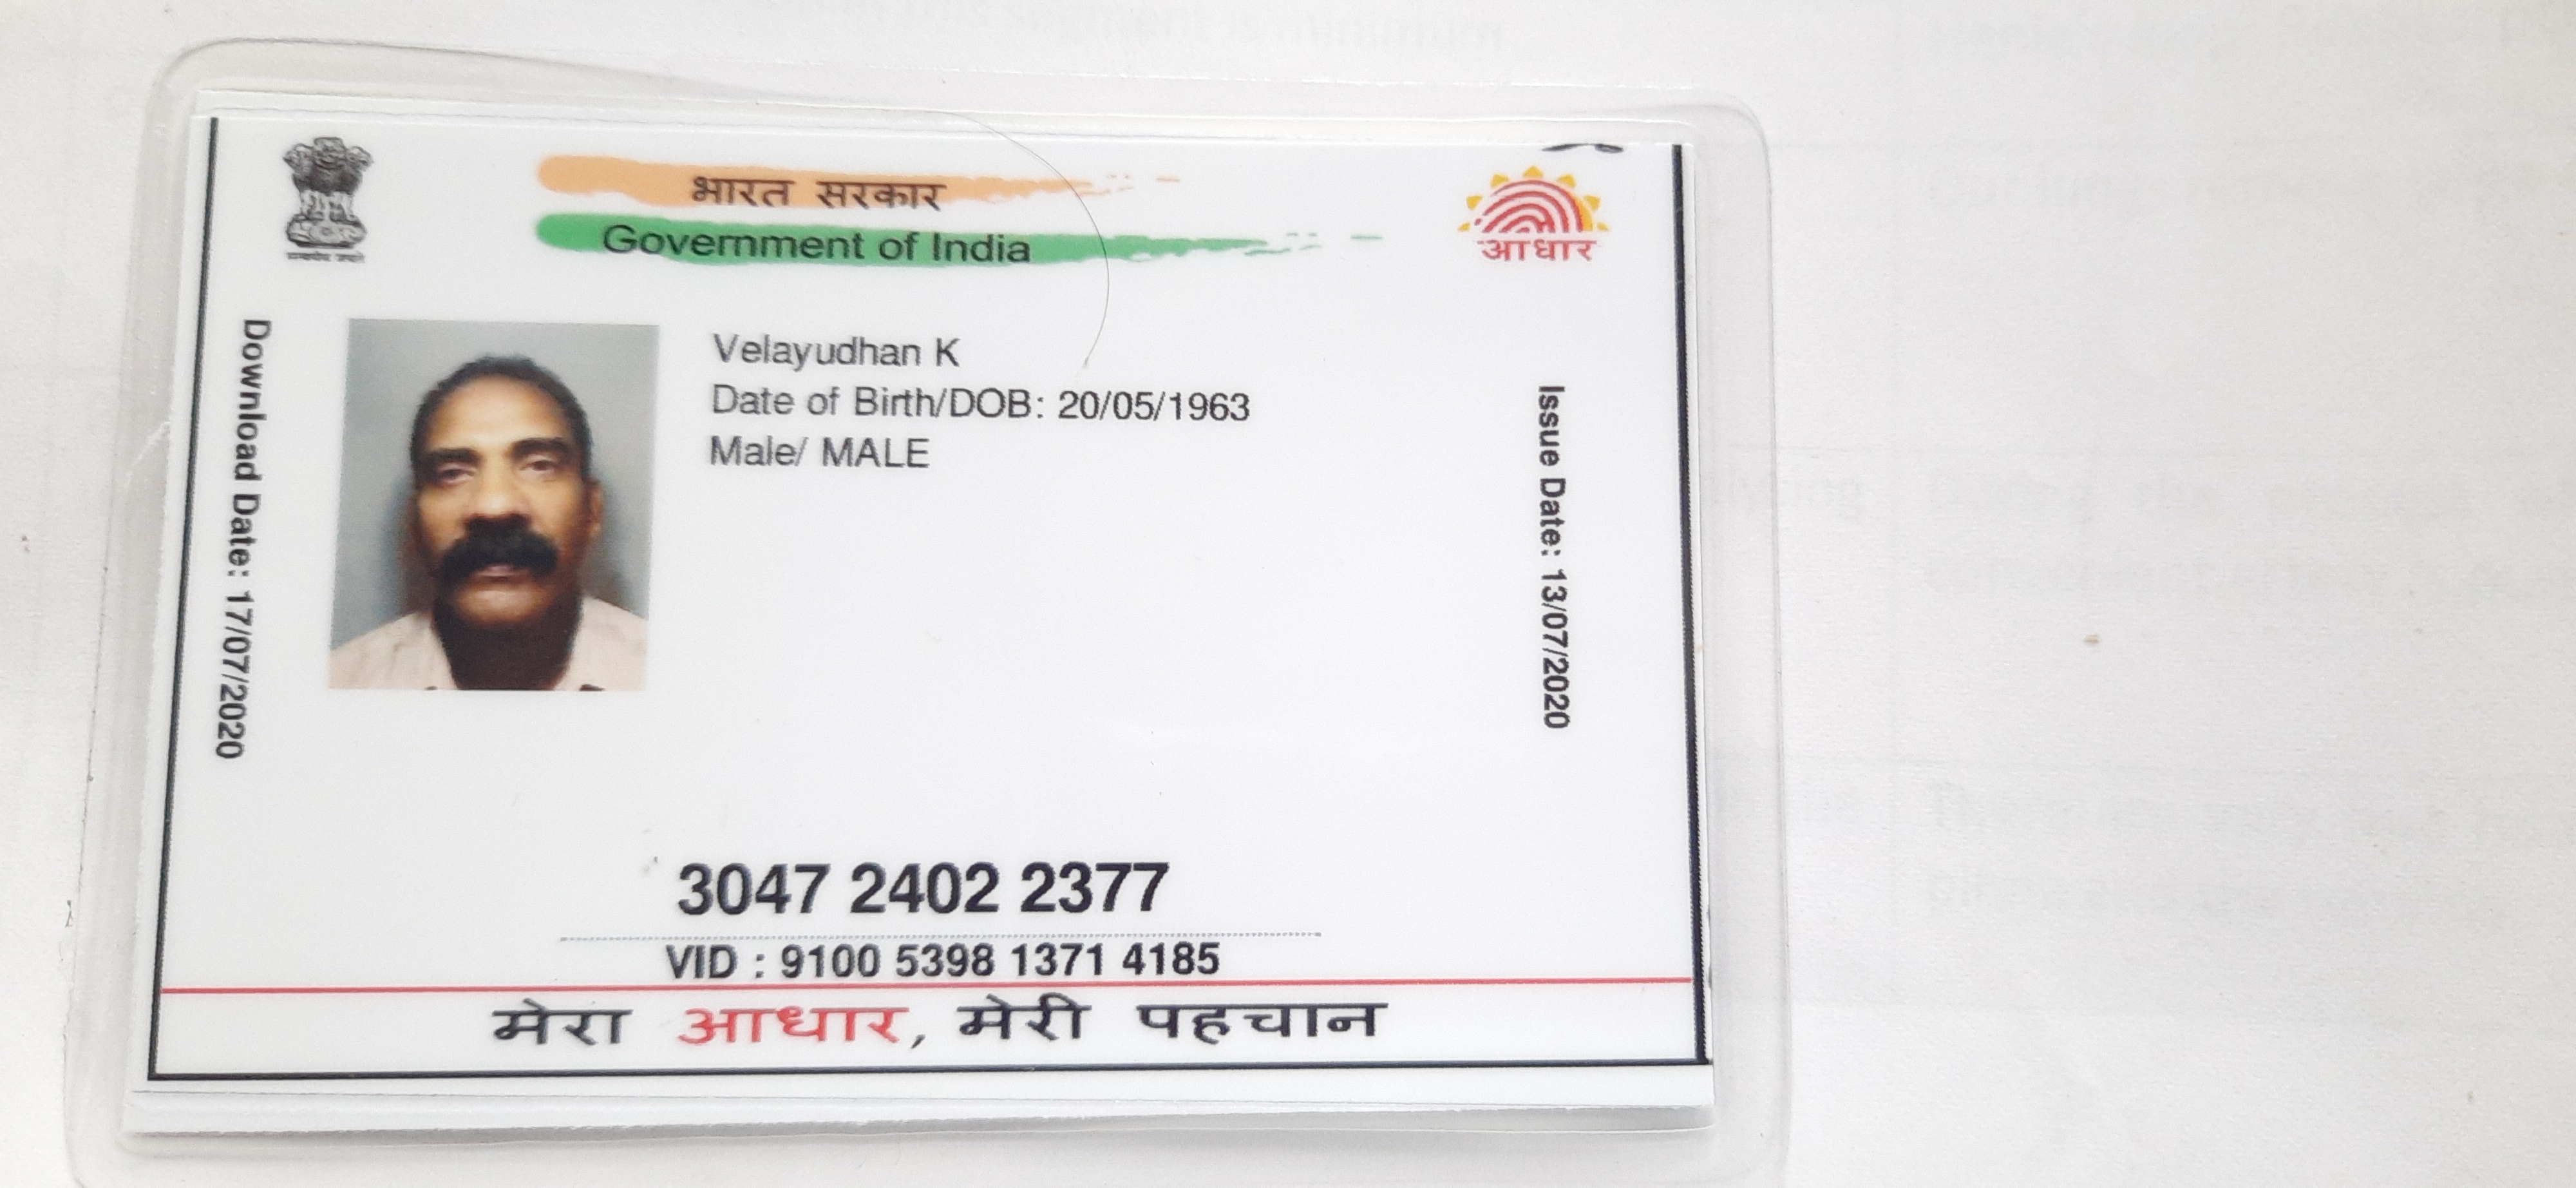 भारत सरकार
Government of India
Download Date: 17/07/2020
Velayudhan K
Date of Birth/DOB: 20/05/1963
Male/ MALE
Issue Date: 13/07/2020
3047 2402 2377
VID : 9100 5398 1371 4185
आधार
मेरा आधार, मेरी पहचान